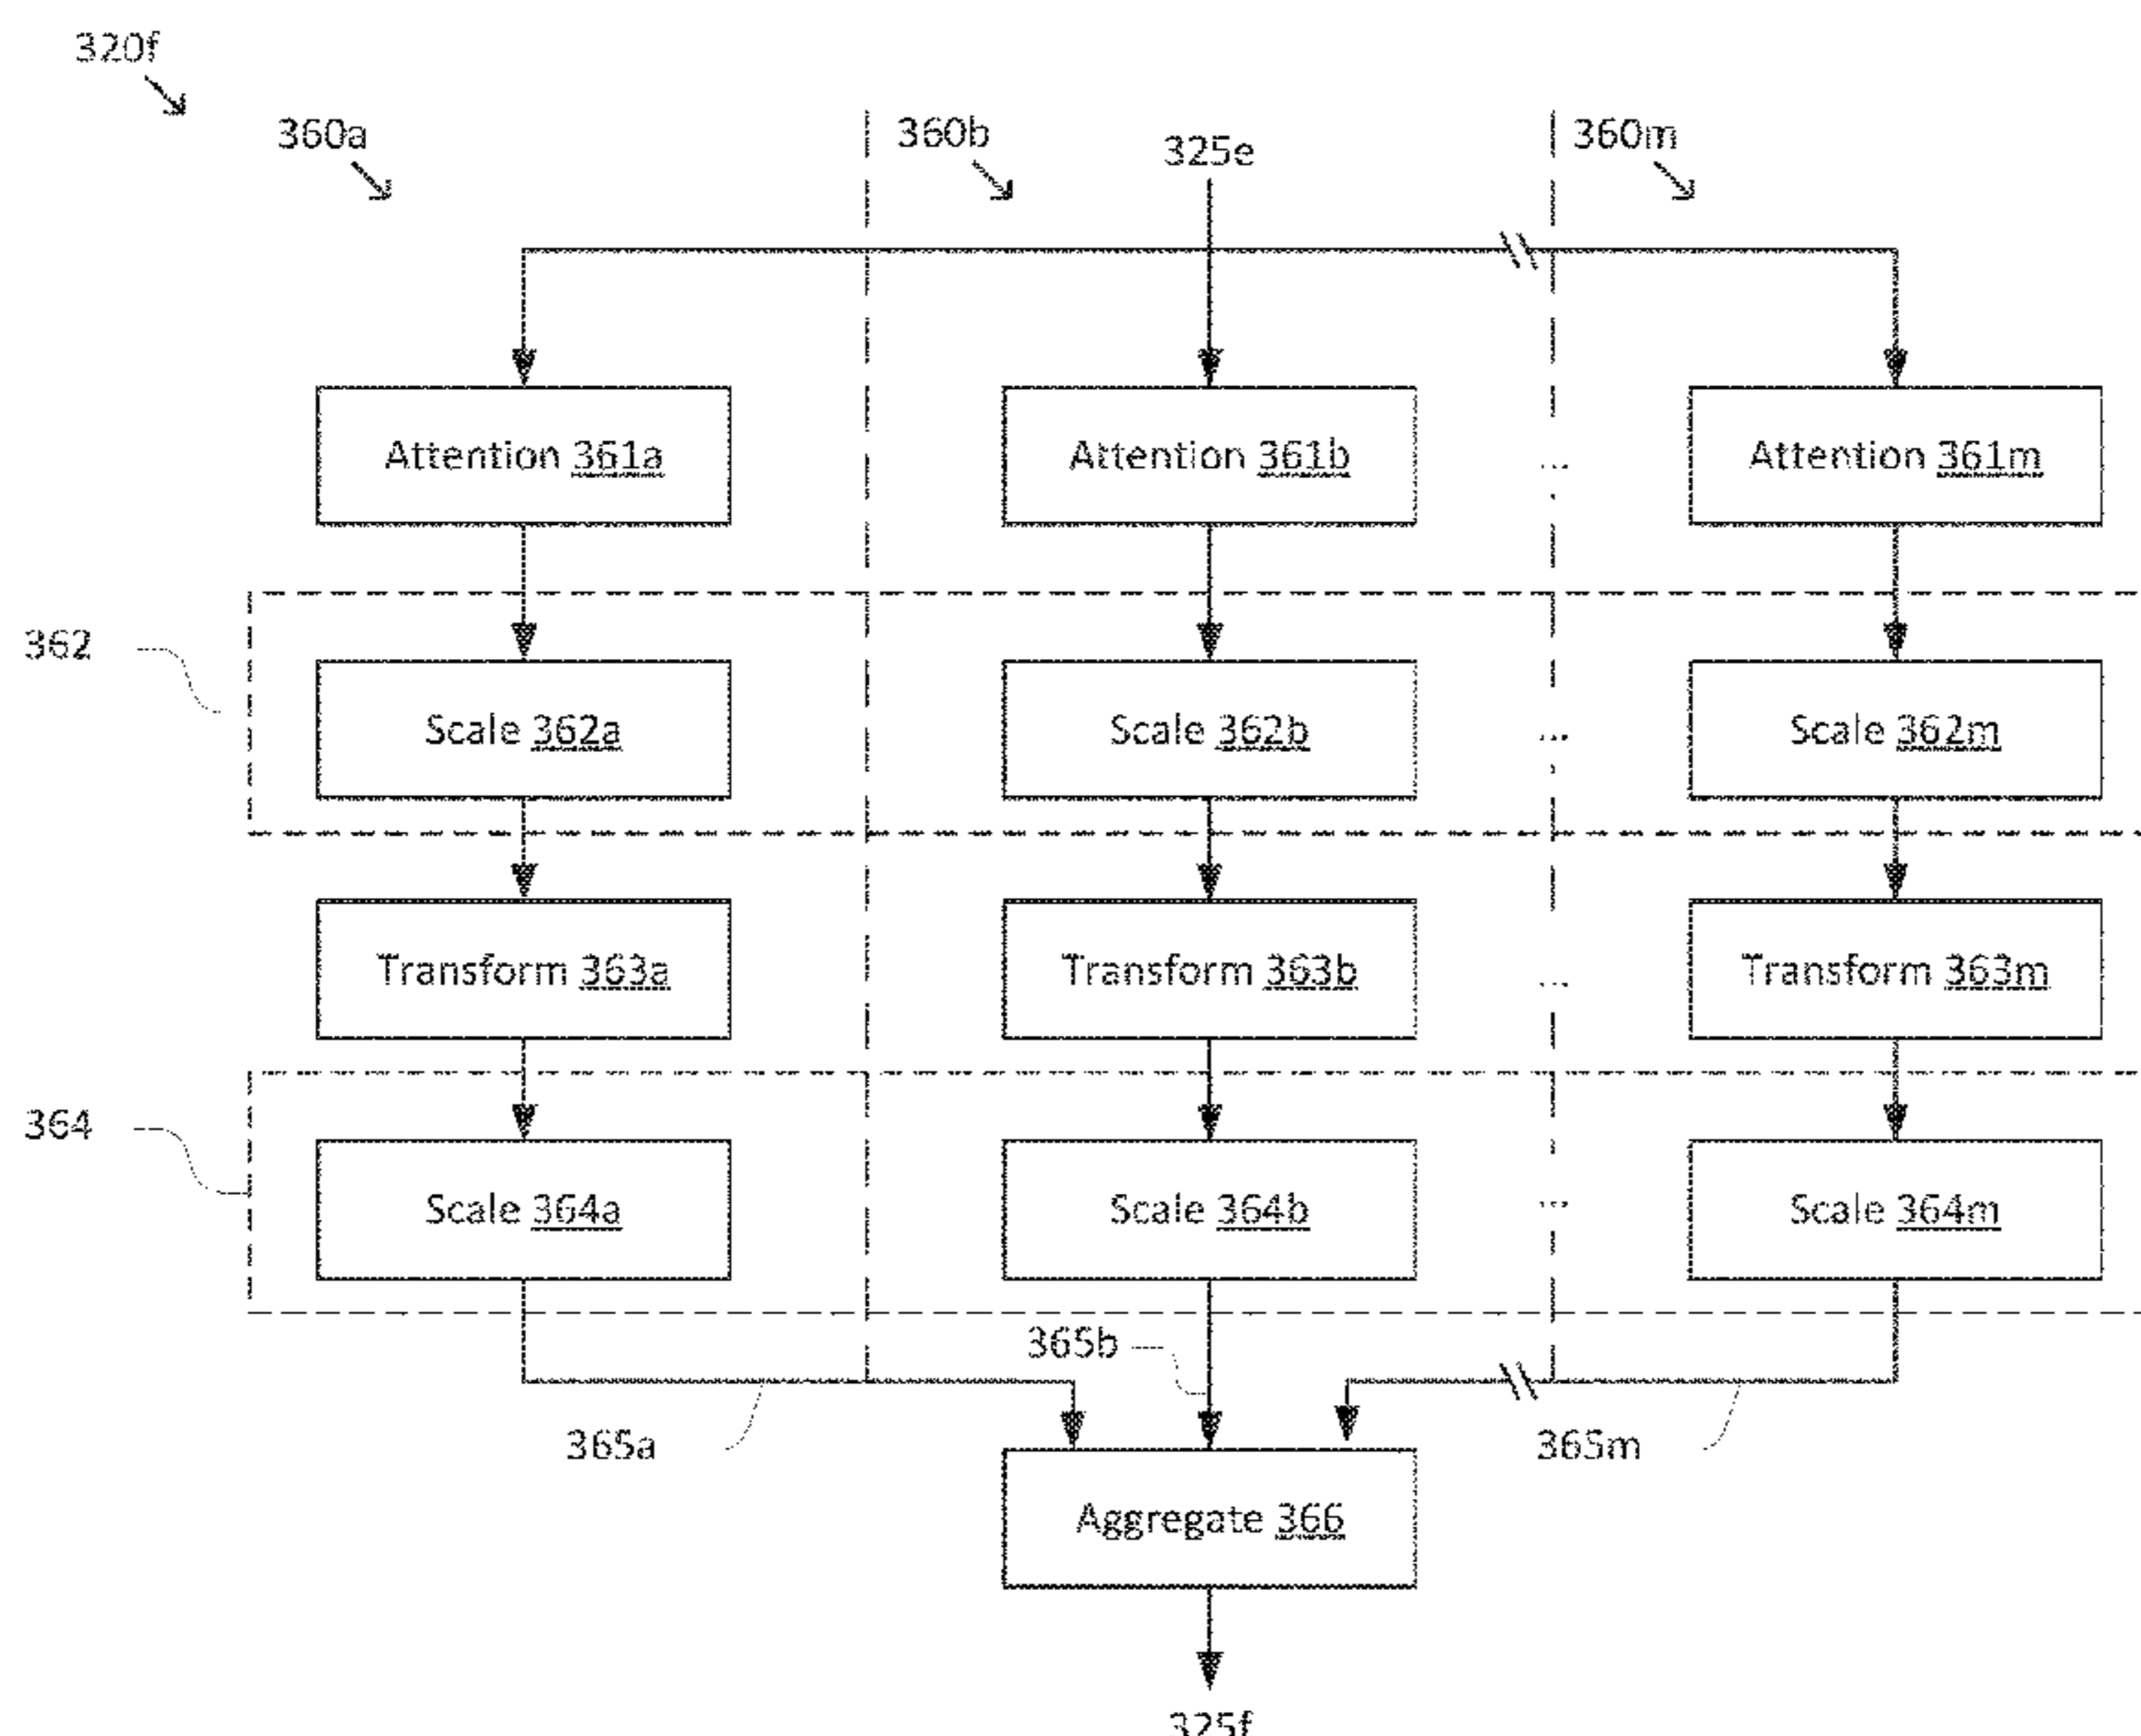 320f
360a
360b
325e
360m
Attention 361a
Attention 361b
...
Attention 361m
362
Scale 362a
Scale 362b
...
Scale 362m
Transform 363a
Transform 363b
...
Transform 363m
364
Scale 364a
Scale 364b
...
Scale 364m
365b
365a
365m
Aggregate 366
325f